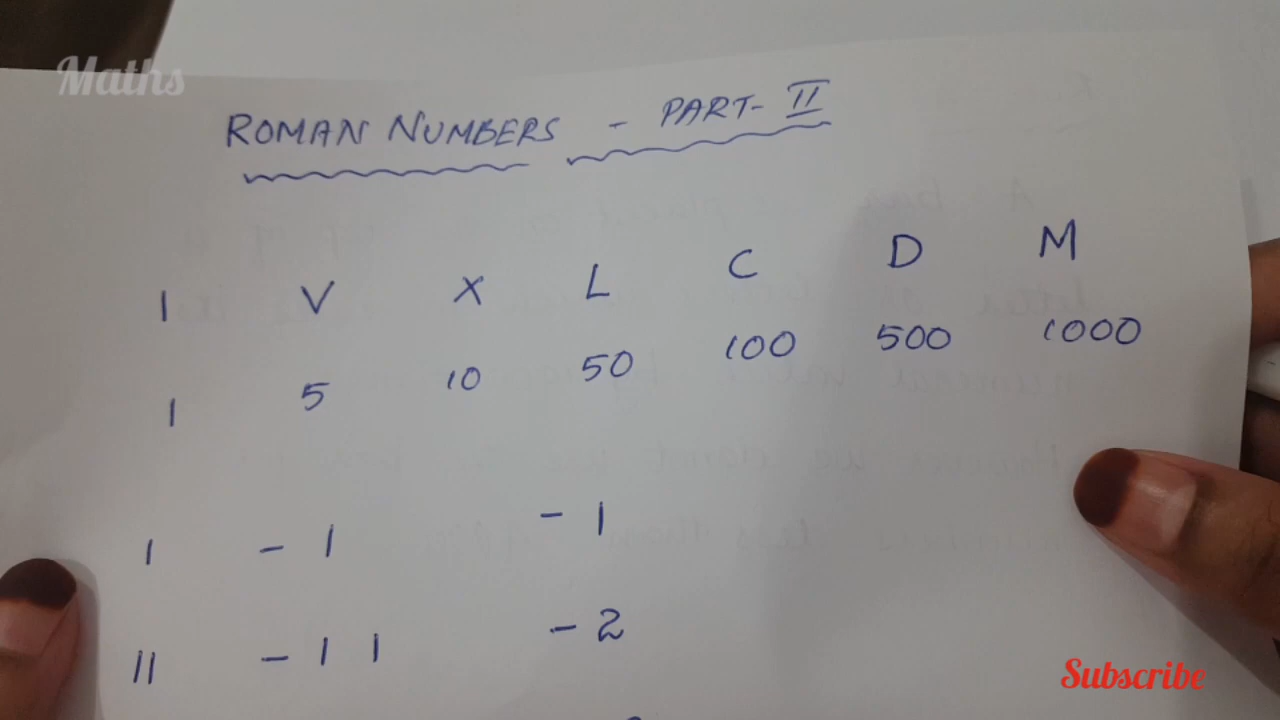 Maths
ROMAN NUMBERS - PART- II
I V X L C D M
1 5 10 50 100 500 1000
I - 1 - 1
II - 1 1 - 2
Subscribe